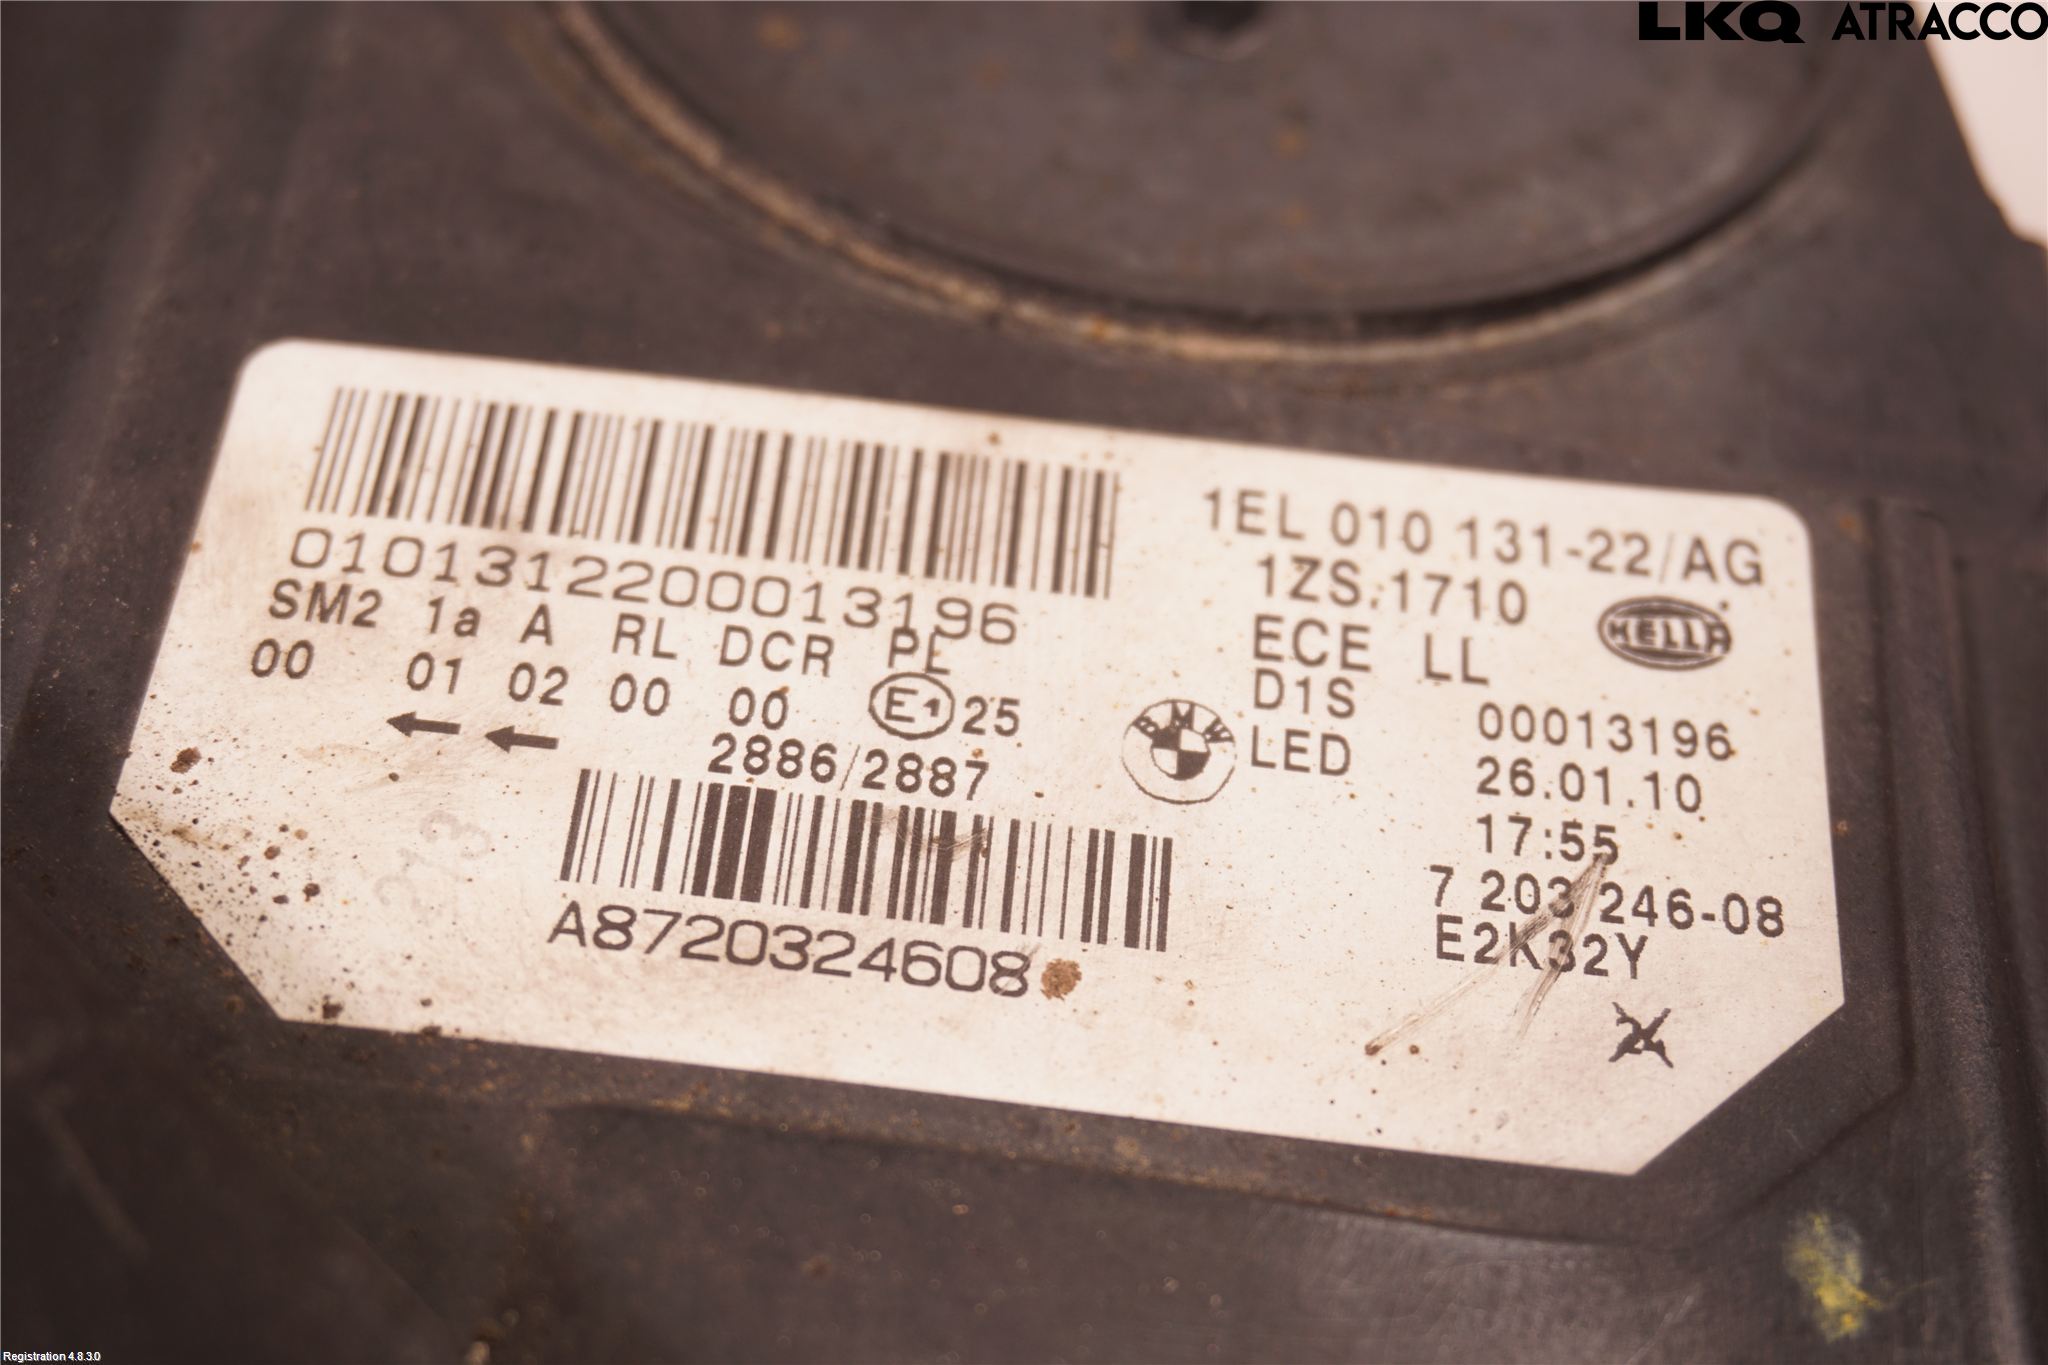 LKQ ATRACCO
010131220013196
SM2 1a A RL DCR PL
00 01 02 00 00 E1 25
2886/2887
A8720324608
1EL 010 131-22/AG
1ZS.1710
HELLA
ECE LL
D1S 00013196
BMW LED 26.01.10
17:55
7 203 246-08
E2K32Y
Registration 4.8.3.0